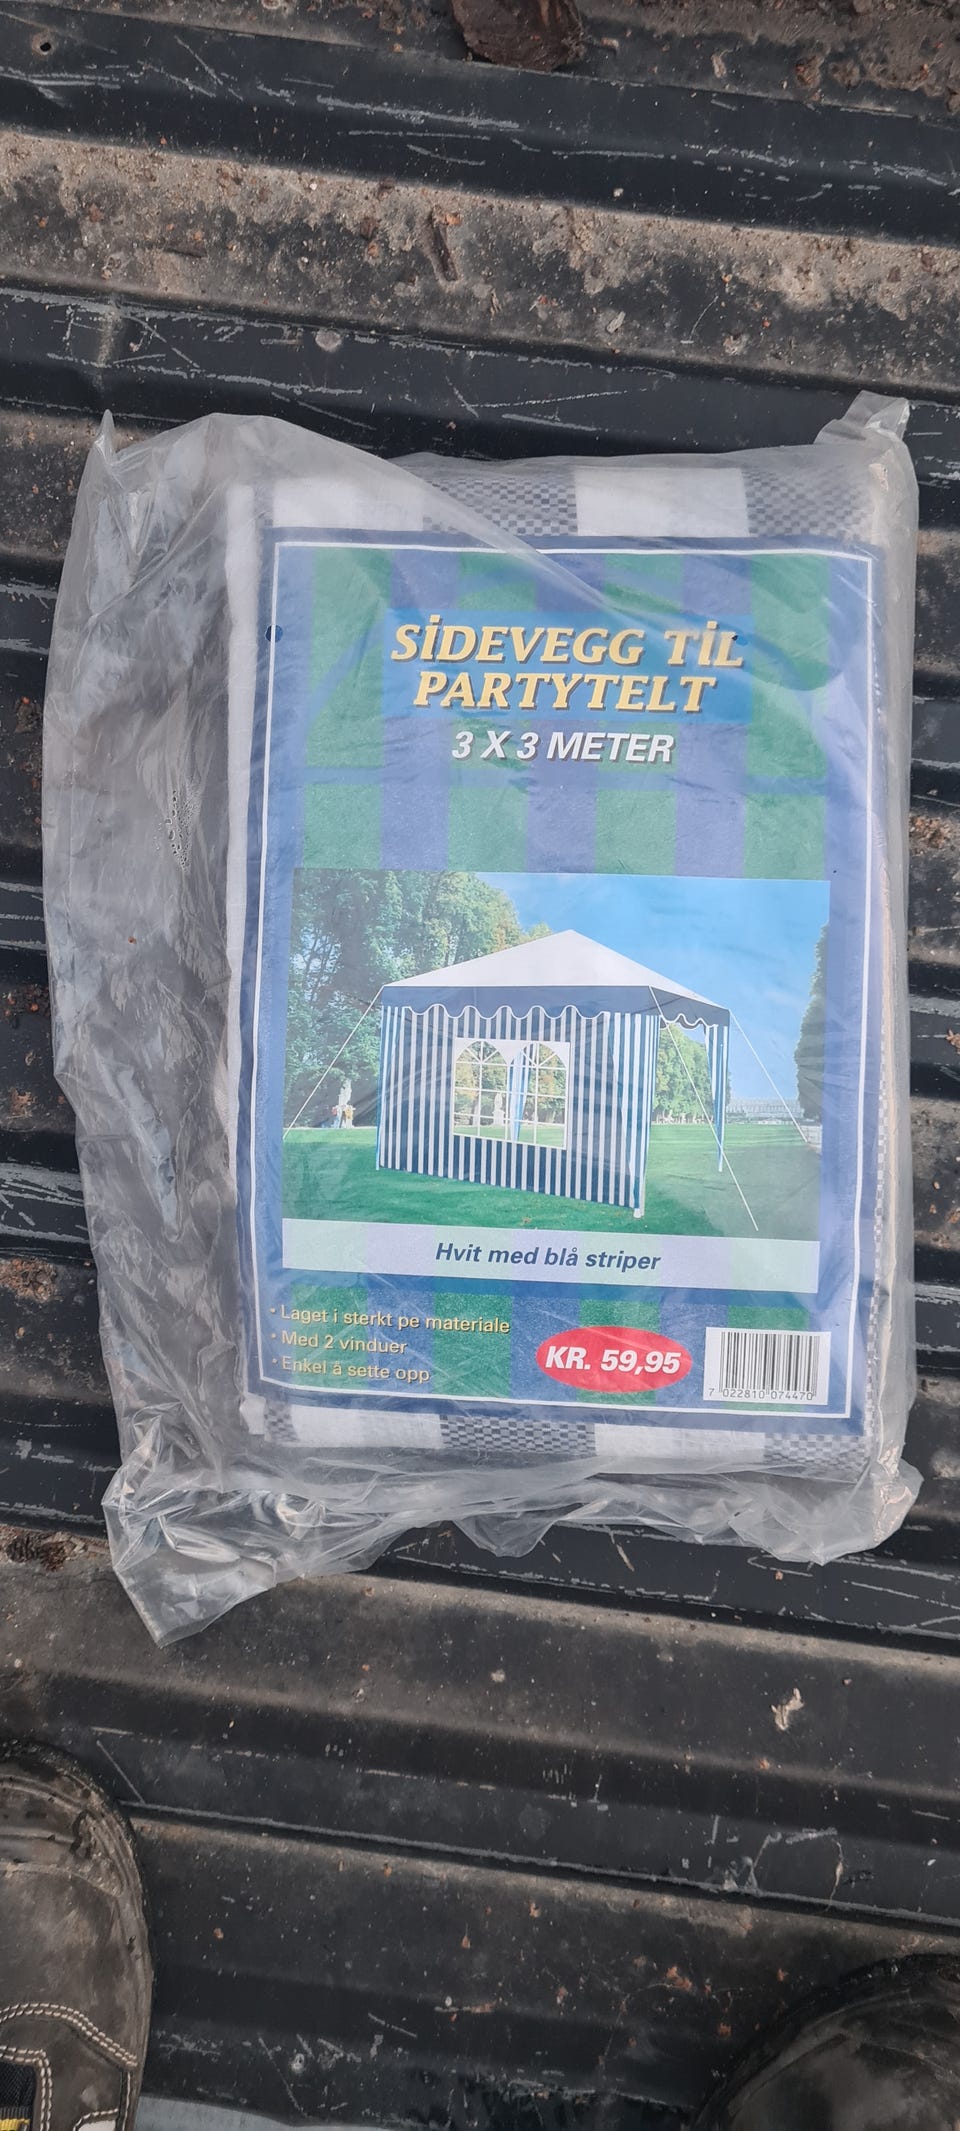 SİDEVEGG TİL
PARTYTELT
3 X 3 METER
Hvit med blå striper
• Laget i sterkt pe materiale
• Med 2 vinduer
• Enkel å sette opp
KR. 59,95
7 022810 074470